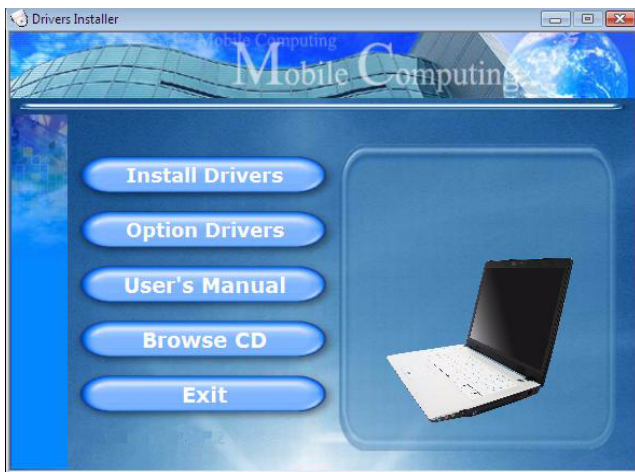 Drivers Installer
Mobile Computing
Mobile Computing
Install Drivers
Option Drivers
User's Manual
Browse CD
Exit